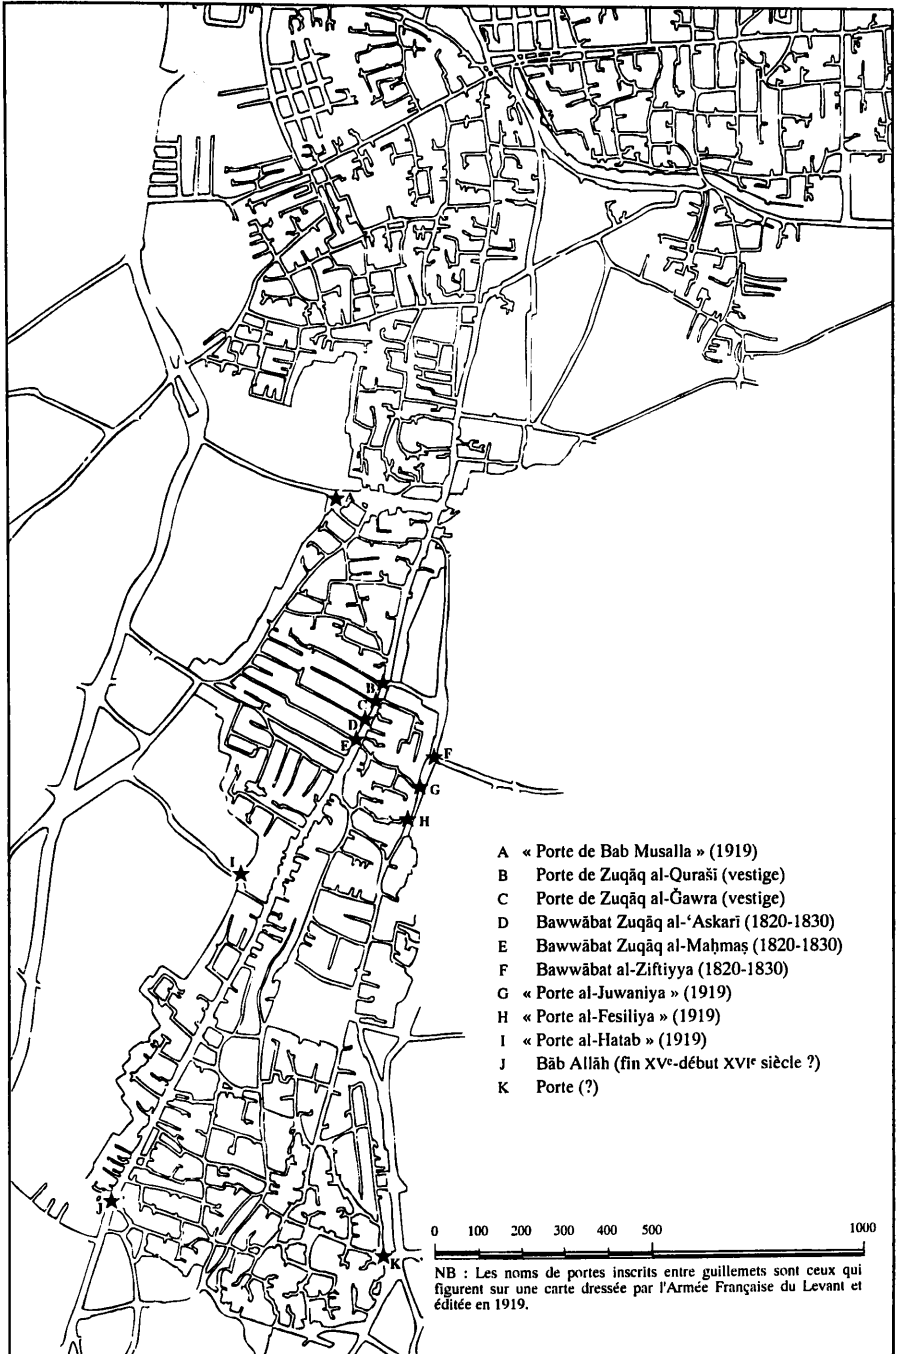 A
B
C
D
E
F
G
H
I
J
K
A « Porte de Bab Musalla » (1919)
B Porte de Zuqāq al-Qurašī (vestige)
C Porte de Zuqāq al-Ǧawra (vestige)
D Bawwābat Zuqāq al-ʿAskarī (1820-1830)
E Bawwābat Zuqāq al-Maḥmaṣ (1820-1830)
F Bawwābat al-Ziftiyya (1820-1830)
G « Porte al-Juwaniya » (1919)
H « Porte al-Fesiliya » (1919)
I « Porte al-Hatab » (1919)
J Bāb Allāh (fin XVᵉ-début XVIᵉ siècle ?)
K Porte (?)
0 100 200 300 400 500 1000
NB : Les noms de portes inscrits entre guillemets sont ceux qui
figurent sur une carte dressée par l'Armée Française du Levant et
éditée en 1919.